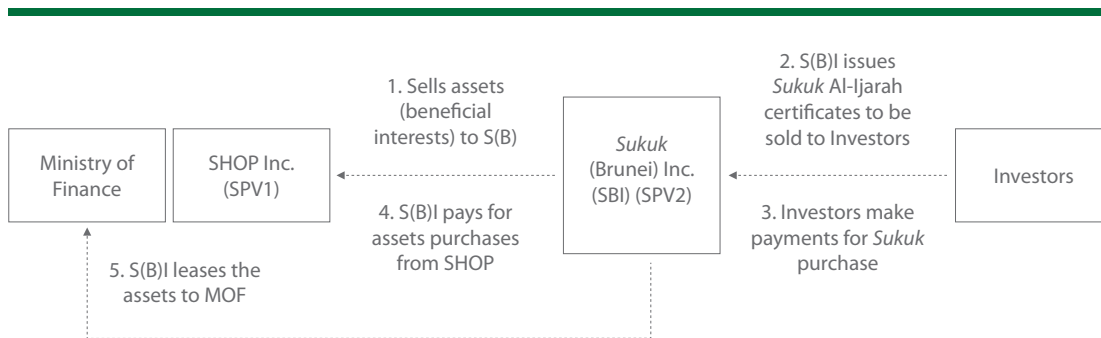 1. Sells assets
(beneficial
interests) to S(B)
2. S(B)I issues
Sukuk Al-Ijarah
certificates to be
sold to Investors
Ministry of
Finance
SHOP Inc.
(SPV1)
Sukuk
(Brunei) Inc.
(SBI) (SPV2)
Investors
4. S(B)I pays for
assets purchases
from SHOP
3. Investors make
payments for Sukuk
purchase
5. S(B)I leases the
assets to MOF